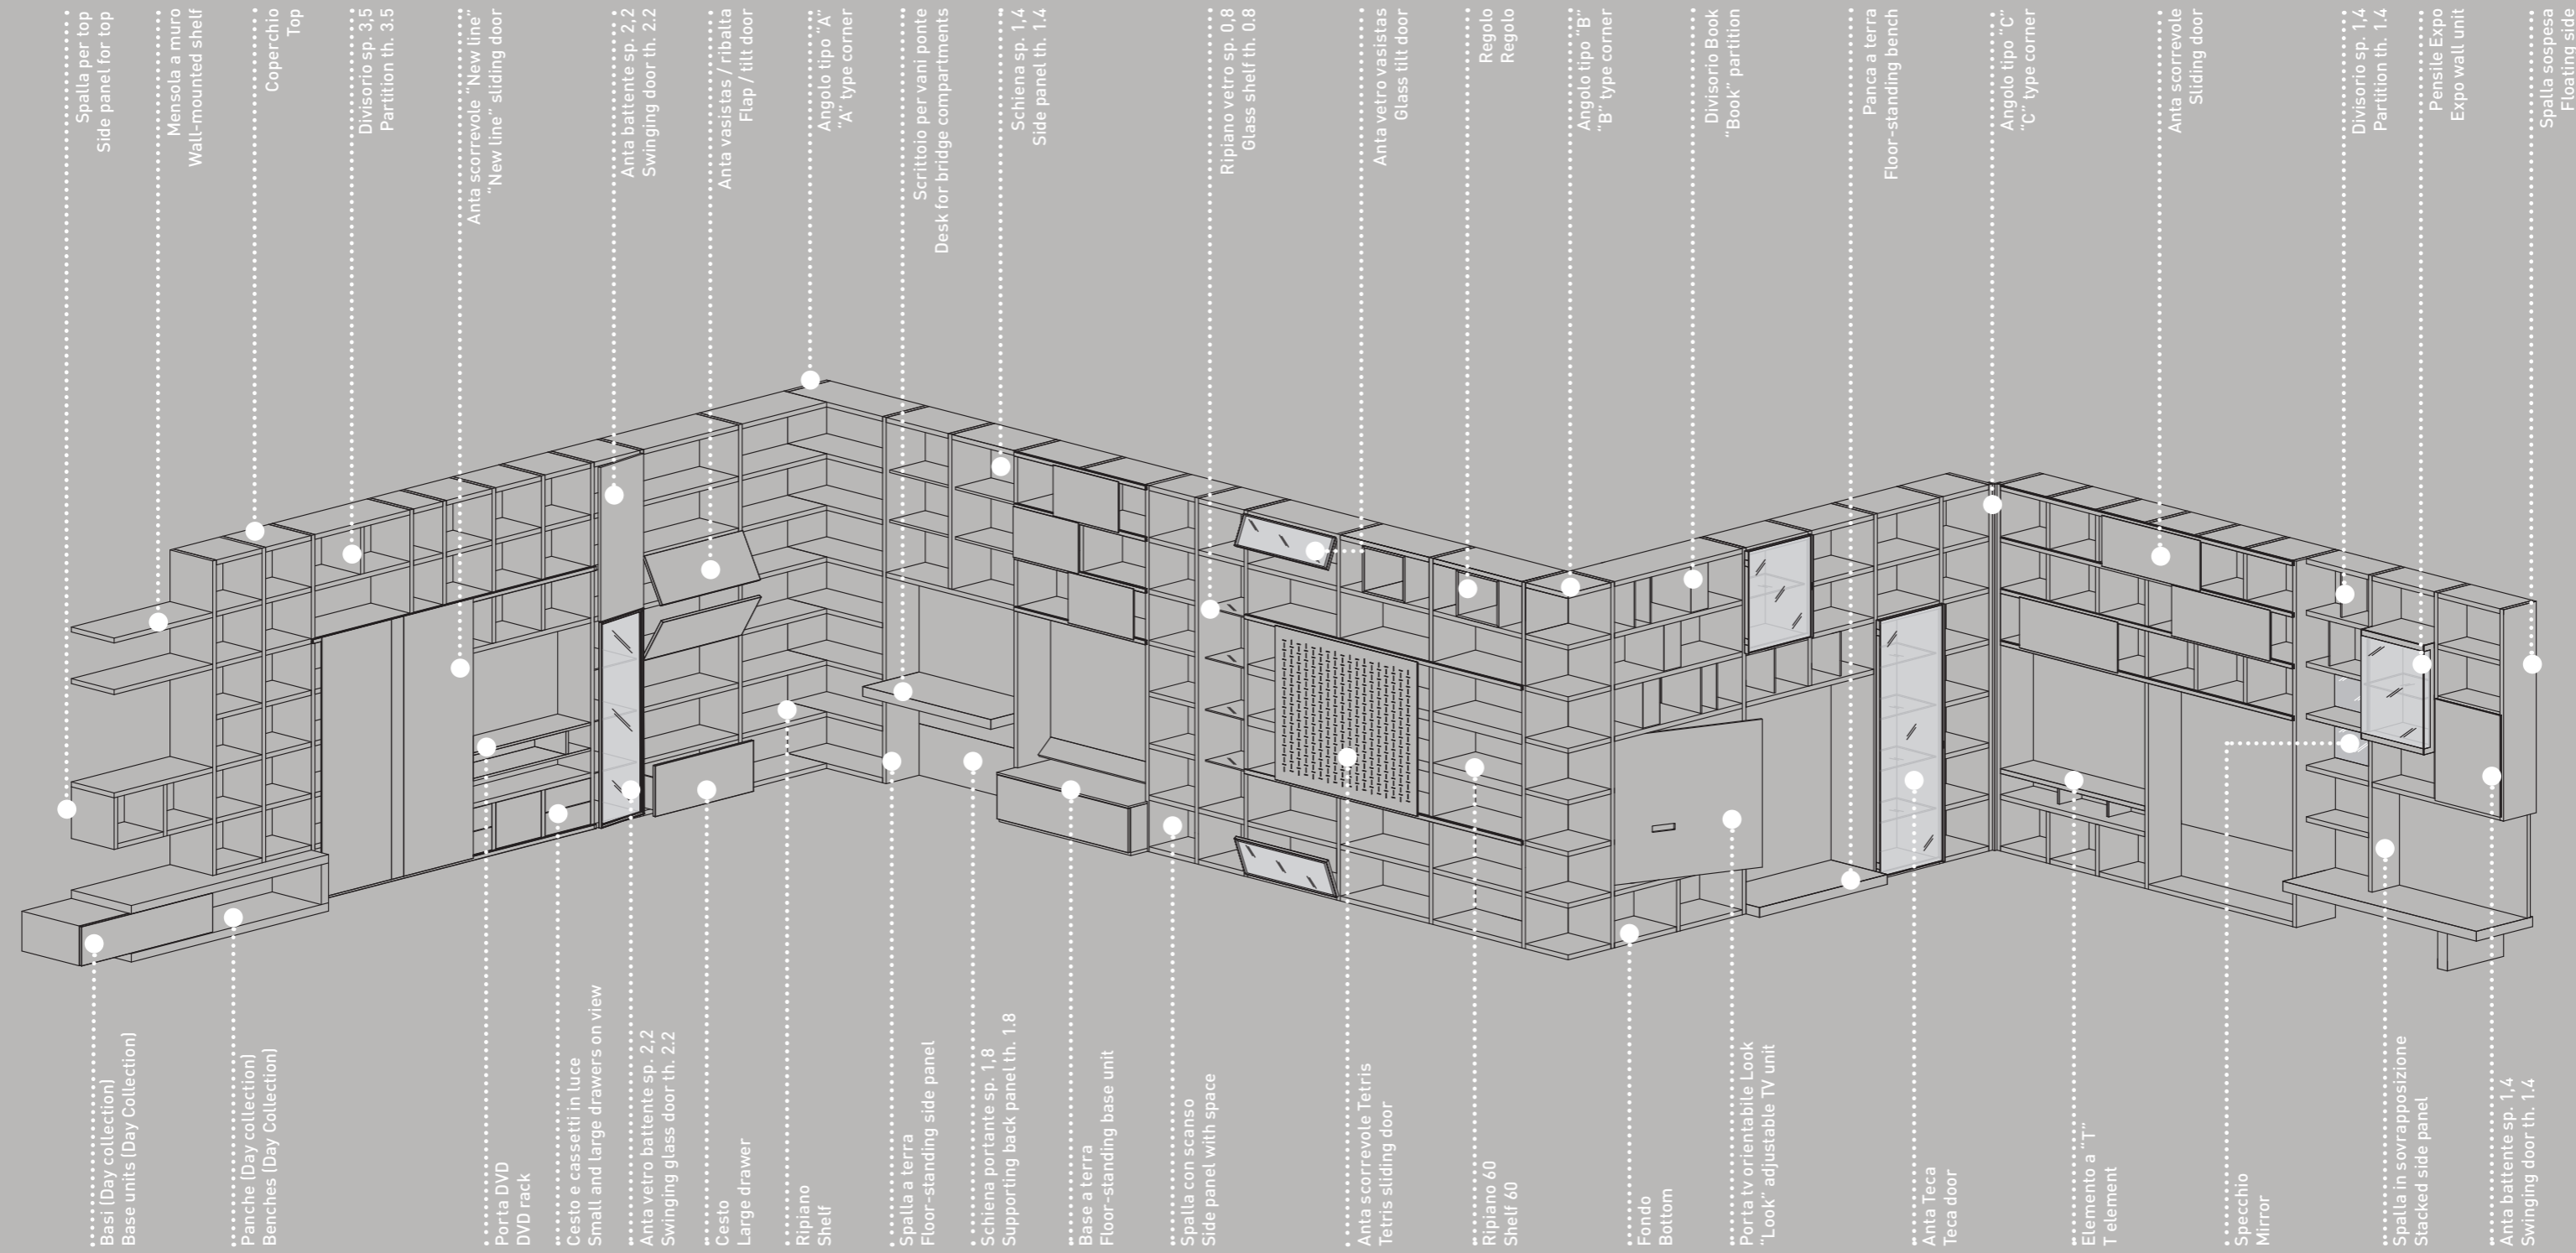 Spalla per top
Side panel for top
Mensola a muro
Wall-mounted shelf
Coperchio
Top
Divisorio sp. 3,5
Partition th. 3.5
Anta scorrevole “New line”
“New line” sliding door
Anta battente sp. 2,2
Swinging door th. 2.2
Anta vasistas / ribalta
Flap / tilt door
Angolo tipo “A”
“A” type corner
Scrittoio per vani ponte
Desk for bridge compartments
Schiena sp. 1,4
Side panel th. 1.4
Ripiano vetro sp. 0,8
Glass shelf th. 0.8
Anta vetro vasistas
Glass tilt door
Regolo
Regolo
Angolo tipo “B”
“B” type corner
Divisorio Book
“Book” partition
Panca a terra
Floor-standing bench
Angolo tipo “C”
“C” type corner
Anta scorrevole
Sliding door
Divisorio sp. 1,4
Partition th. 1.4
Pensile Expo
Expo wall unit
Spalla sospesa
Floating side
Basi (Day collection)
Base units (Day Collection)
Panche (Day collection)
Benches (Day Collection)
Porta DVD
DVD rack
Cesto e cassetti in luce
Small and large drawers on view
Anta vetro battente sp. 2,2
Swinging glass door th. 2.2
Cesto
Large drawer
Ripiano
Shelf
Spalla a terra
Floor-standing side panel
Schiena portante sp. 1,8
Supporting back panel th. 1.8
Base a terra
Floor-standing base unit
Spalla con scanso
Side panel with space
Anta scorrevole Tetris
Tetris sliding door
Ripiano 60
Shelf 60
Fondo
Bottom
Porta tv orientabile Look
“Look” adjustable TV unit
Anta Teca
Teca door
Elemento a “T”
T element
Specchio
Mirror
Spalla in sovrapposizione
Stacked side panel
Anta battente sp. 1,4
Swinging door th. 1.4